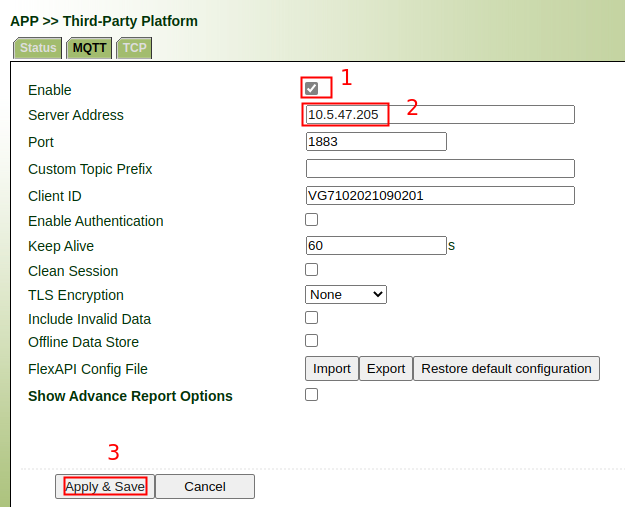 APP >> Third-Party Platform
Status MQTT TCP
Enable 1
Server Address 10.5.47.205 2
Port 1883
Custom Topic Prefix
Client ID VG7102021090201
Enable Authentication
Keep Alive 60 s
Clean Session
TLS Encryption None
Include Invalid Data
Offline Data Store
FlexAPI Config File Import Export Restore default configuration
Show Advance Report Options
3
Apply & Save Cancel